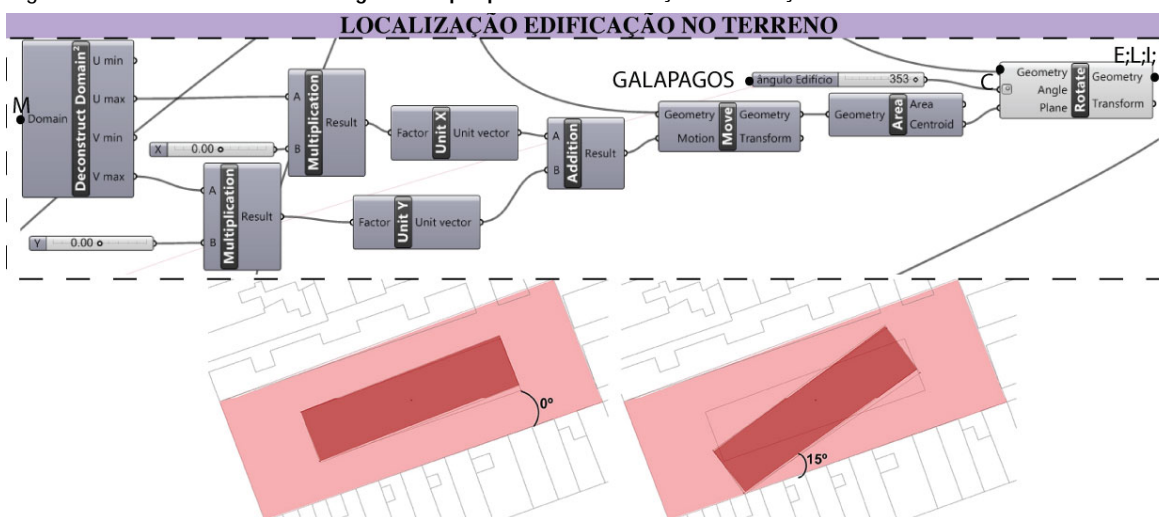 LOCALIZAÇÃO EDIFICAÇÃO NO TERRENO
M
Domain
Deconstruct Domain²
U min
U max
V min
V max
X 0.00
Y 0.00
A
B
Multiplication
Result
A
B
Multiplication
Result
Factor
Unit X
Unit vector
Factor
Unit Y
Unit vector
A
B
Addition
Result
GALAPAGOS
ângulo Edifício 353
Geometry
Motion
Move
Geometry
Transform
Geometry
Area
Area
Centroid
C
Geometry
Angle
Plane
Rotate
Geometry
Transform
E;L;I;
0º
15º